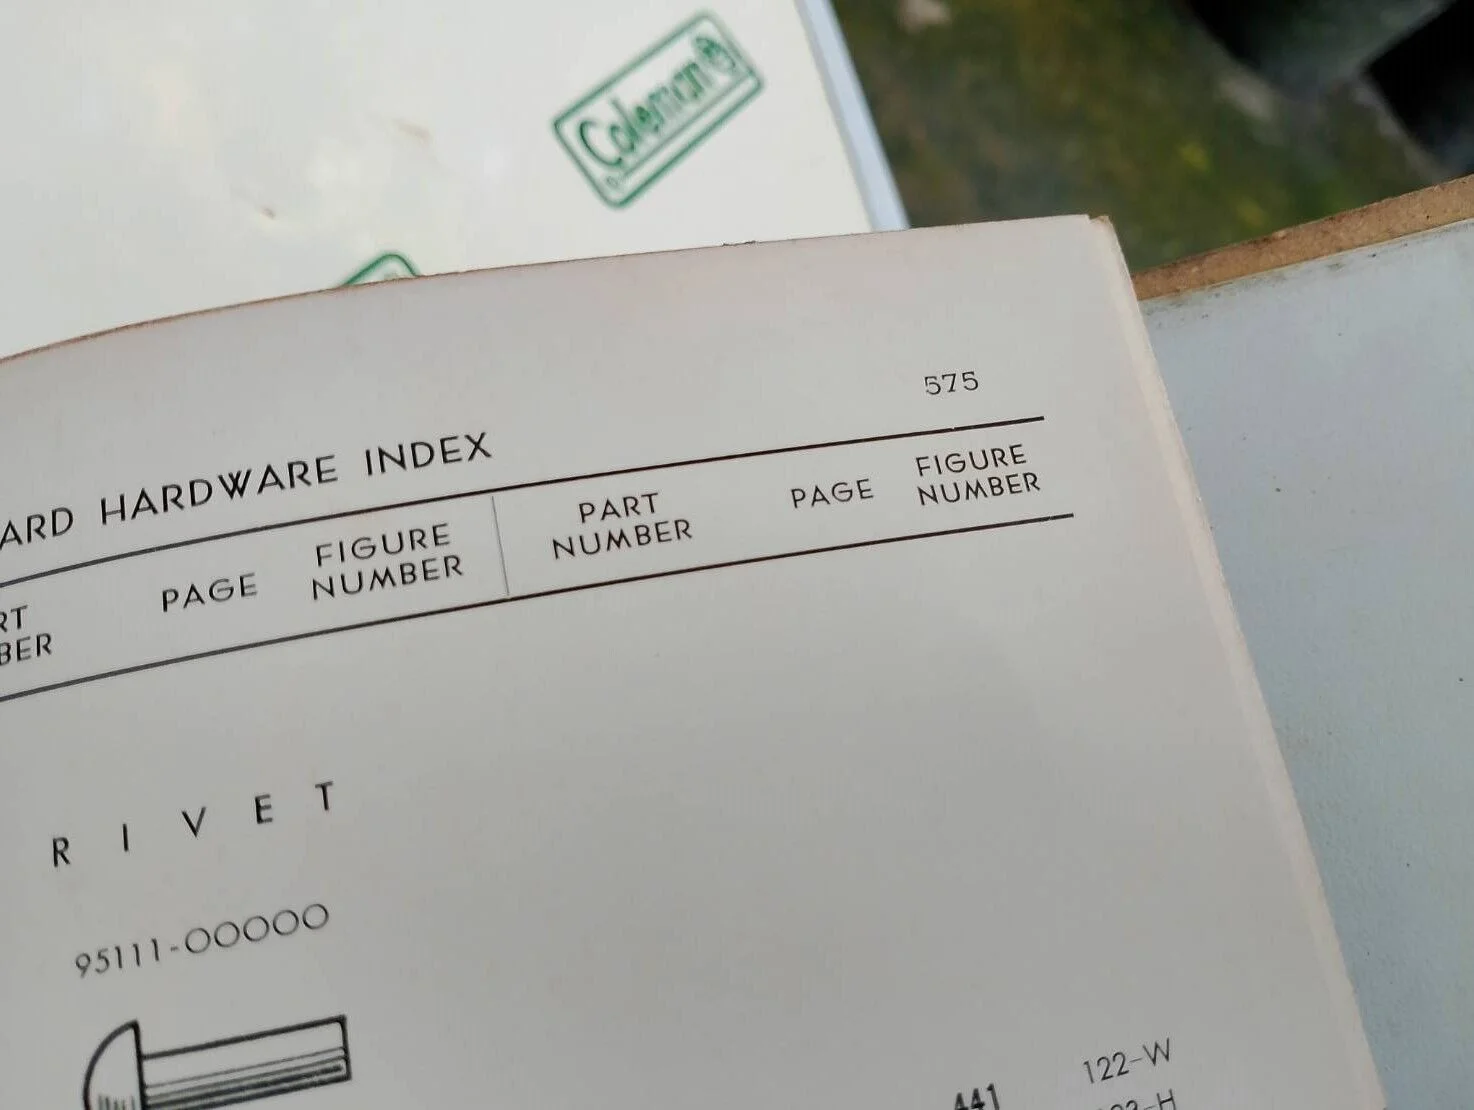 Coleman
575
ARD HARDWARE INDEX
RT
BER
PAGE
FIGURE
NUMBER
PART
NUMBER
PAGE
FIGURE
NUMBER
RIVET
95111-00000
441
122-W